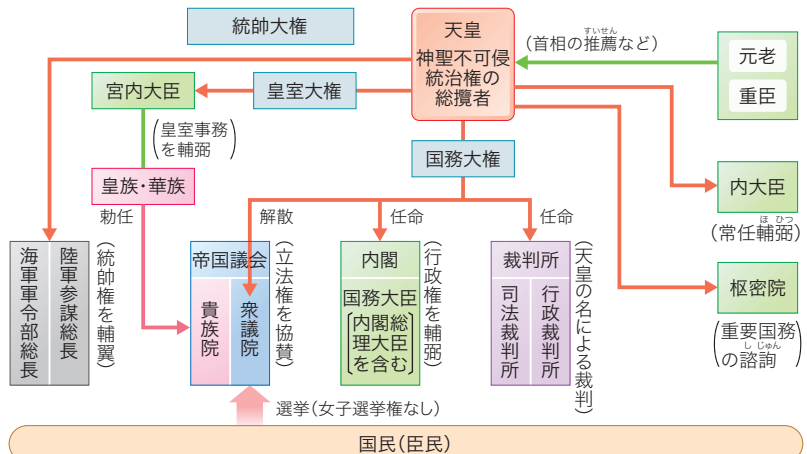 統帥大権
天皇
神聖不可侵
統治権の
総攬者
(首相の推薦など)
すいせん
元老
重臣
宮内大臣
皇室大権
(皇室事務
を輔弼)
国務大権
皇族・華族
内大臣
(常任輔弼)
ほひつ
勅任
解散
任命
任命
海軍軍令部総長
陸軍参謀総長
(統帥権を輔翼)
帝国議会
貴族院
衆議院
(立法権を協賛)
内閣
国務大臣
[内閣総
理大臣
を含む]
(行政権を輔弼)
裁判所
司法裁判所
行政裁判所
(天皇の名による裁判)
枢密院
(重要国務
の諮詢)
しじゅん
選挙(女子選挙権なし)
国民(臣民)